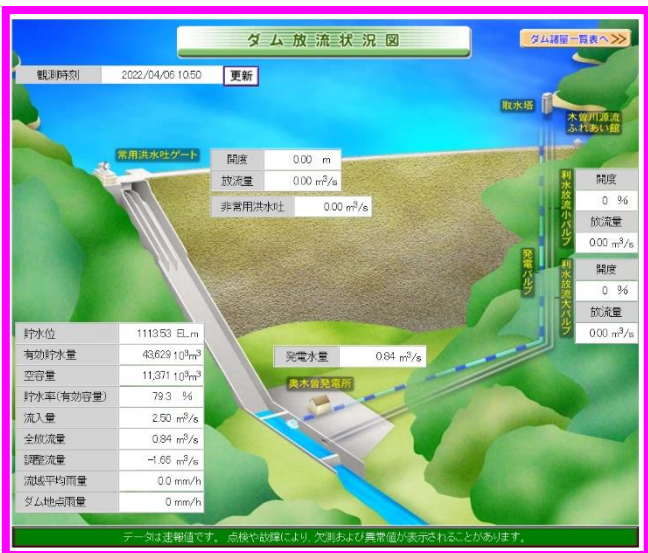 ダム放流状況図
ダム諸量一覧表へ>>
観測時刻 2022/04/06 10:50 更新
取水塔
木曽川源流
ふれあい館
常用洪水吐ゲート
開度 0.00 m
放流量 0.00 m³/s
非常用洪水吐 0.00 m³/s
利水放流小バルブ
開度
0 %
放流量
0.00 m³/s
発電バルブ
利水放流大バルブ
開度
0 %
放流量
0.00 m³/s
貯水位 1113.53 EL.m
有効貯水量 43,629 10³m³
空容量 11,371 10³m³
貯水率(有効容量) 79.3 %
流入量 2.50 m³/s
全放流量 0.84 m³/s
調整流量 -1.66 m³/s
流域平均雨量 0.0 mm/h
ダム地点雨量 0 mm/h
発電水量 0.84 m³/s
奥木曽発電所
データは速報値です。 点検や故障により、欠測および異常値が表示されることがあります。